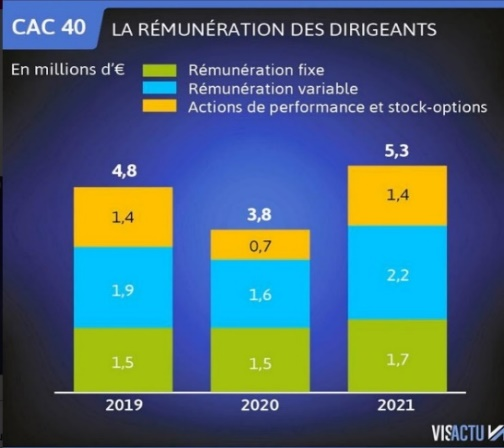 CAC 40 LA RÉMUNÉRATION DES DIRIGEANTS
En millions d'€
Rémunération fixe
Rémunération variable
Actions de performance et stock-options
4,8
1,4
1,9
1,5
3,8
0,7
1,6
1,5
5,3
1,4
2,2
1,7
2019 2020 2021
VISACTU